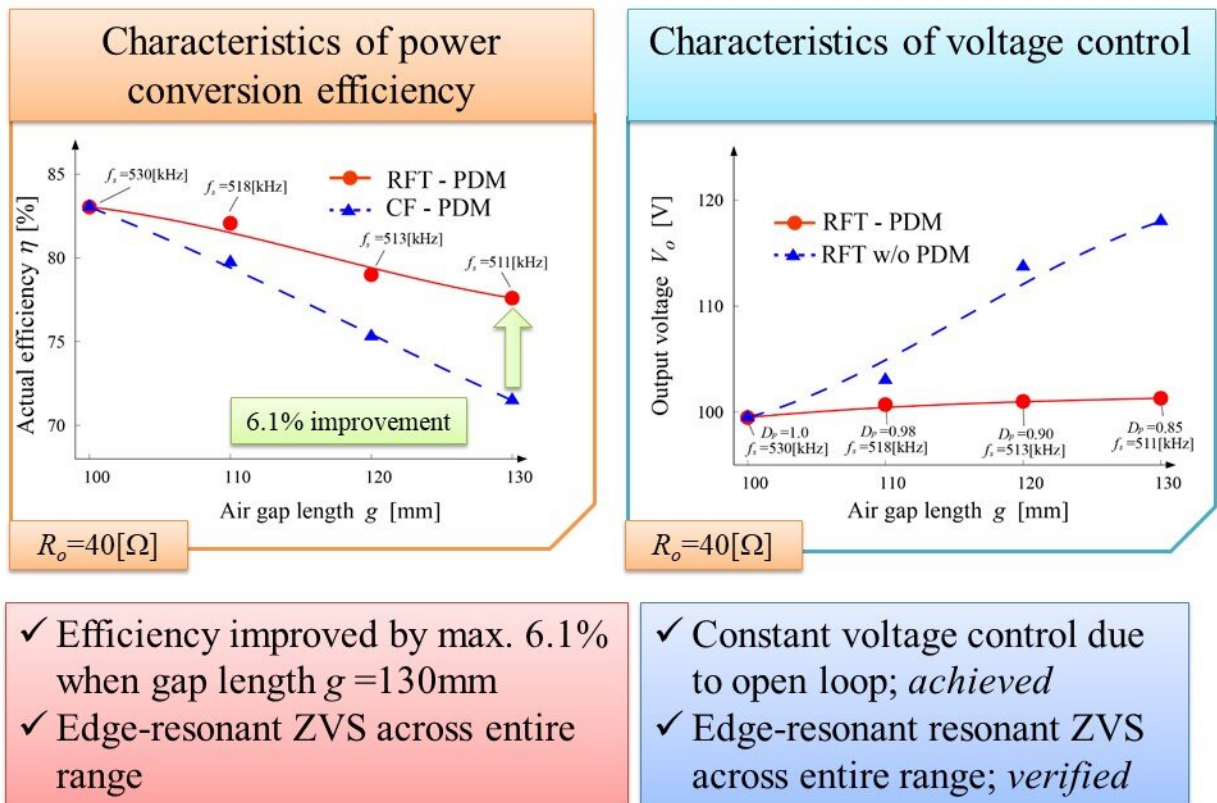 Characteristics of power
conversion efficiency
Actual efficiency η [%]
85
80
75
70
fs =530[kHz]
fs =518[kHz]
fs =513[kHz]
fs =511[kHz]
RFT - PDM
CF - PDM
6.1% improvement
100 110 120 130
Air gap length g [mm]
Ro=40[Ω]
Characteristics of voltage control
Output voltage Vo [V]
120
110
100
RFT - PDM
RFT w/o PDM
DP=1.0
fs=530[kHz]
DP=0.98
fs=518[kHz]
DP=0.90
fs=513[kHz]
DP=0.85
fs=511[kHz]
100 110 120 130
Air gap length g [mm]
Ro=40[Ω]
✓ Efficiency improved by max. 6.1%
when gap length g =130mm
✓ Edge-resonant ZVS across entire
range
✓ Constant voltage control due
to open loop; achieved
✓ Edge-resonant resonant ZVS
across entire range; verified